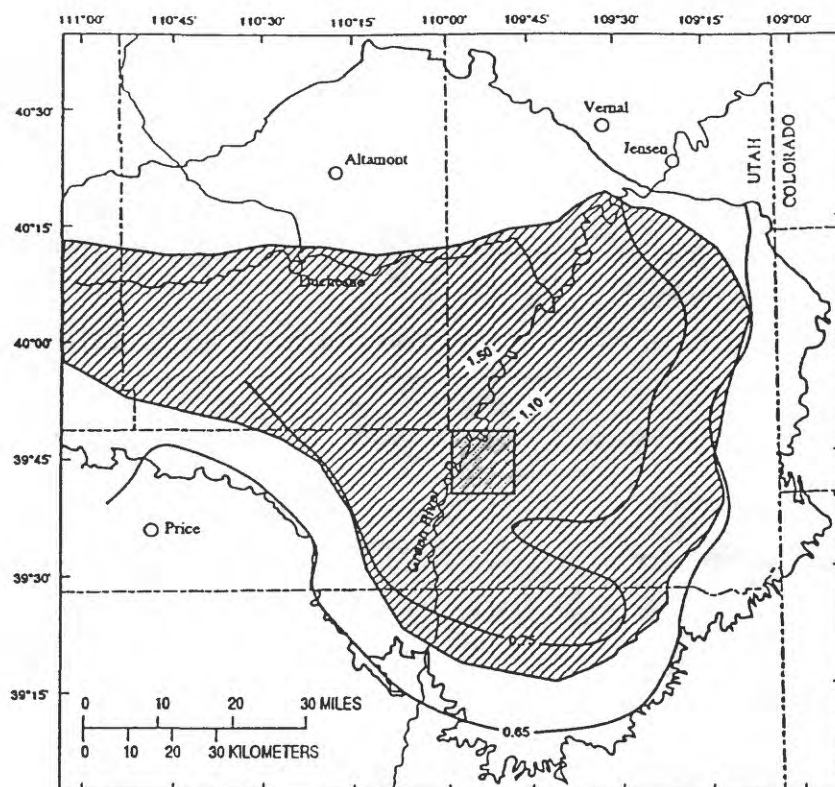 111°00' 110°45' 110°30' 110°15' 110°00' 109°45' 109°30' 109°15' 109°00'
40°30'
Vernal
Jensen
Altamont
UTAH
COLORADO
40°15'
Duchesne
40°00'
1.50
1.10
39°45'
Green River
Price
39°30'
0.75
39°15'
0 10 20 30 MILES
0.65
0 10 20 30 KILOMETERS